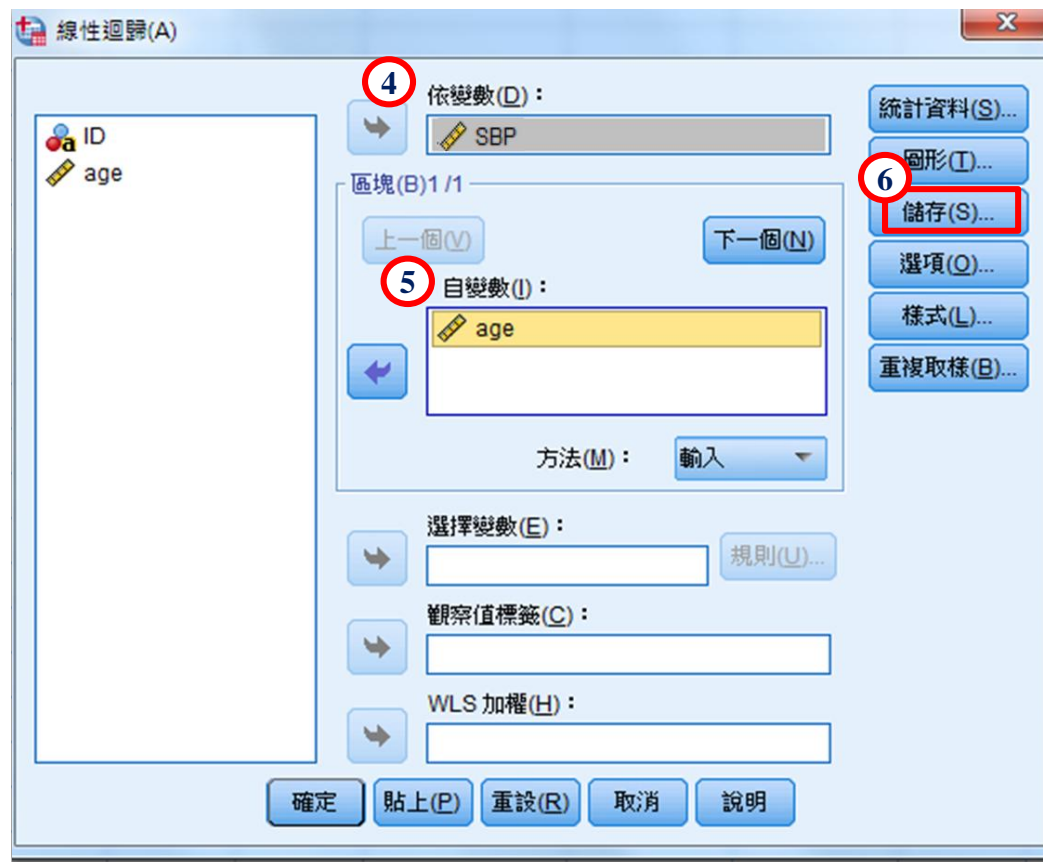 線性迴歸(A)
4
依變數(D)：
SBP
ID
age
區塊(B)1 /1
上一個(V)
下一個(N)
5
自變數(I)：
age
方法(M)：
輸入
選擇變數(E)：
規則(U)...
觀察值標籤(C)：
WLS 加權(H)：
統計資料(S)...
圖形(T)...
6
儲存(S)...
選項(O)...
樣式(L)...
重複取樣(B)...
確定
貼上(P)
重設(R)
取消
說明